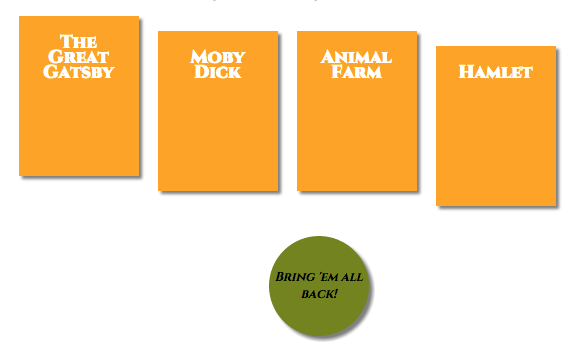 The
Great
Gatsby
Moby
Dick
Animal
Farm
Hamlet
Bring 'em all
back!